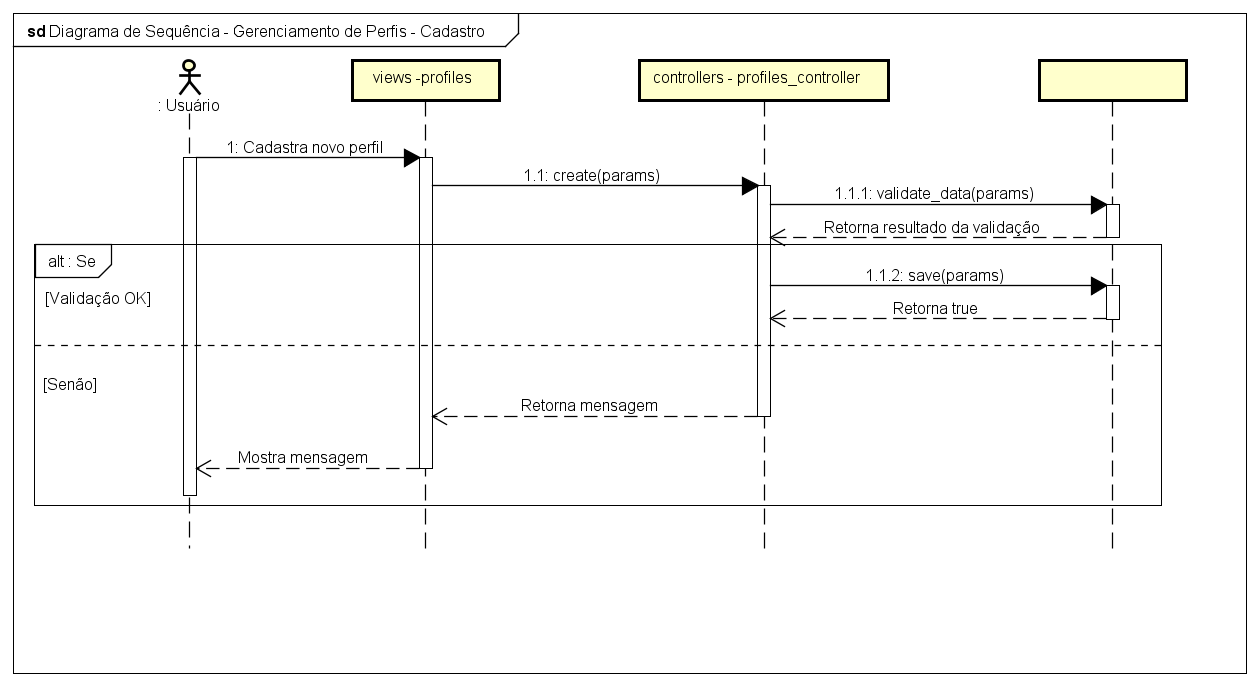 sd Diagrama de Sequência - Gerenciamento de Perfis - Cadastro
: Usuário
views -profiles
controllers - profiles_controller
1: Cadastra novo perfil
1.1: create(params)
1.1.1: validate_data(params)
Retorna resultado da validação
alt : Se
[Validação OK]
1.1.2: save(params)
Retorna true
[Senão]
Retorna mensagem
Mostra mensagem